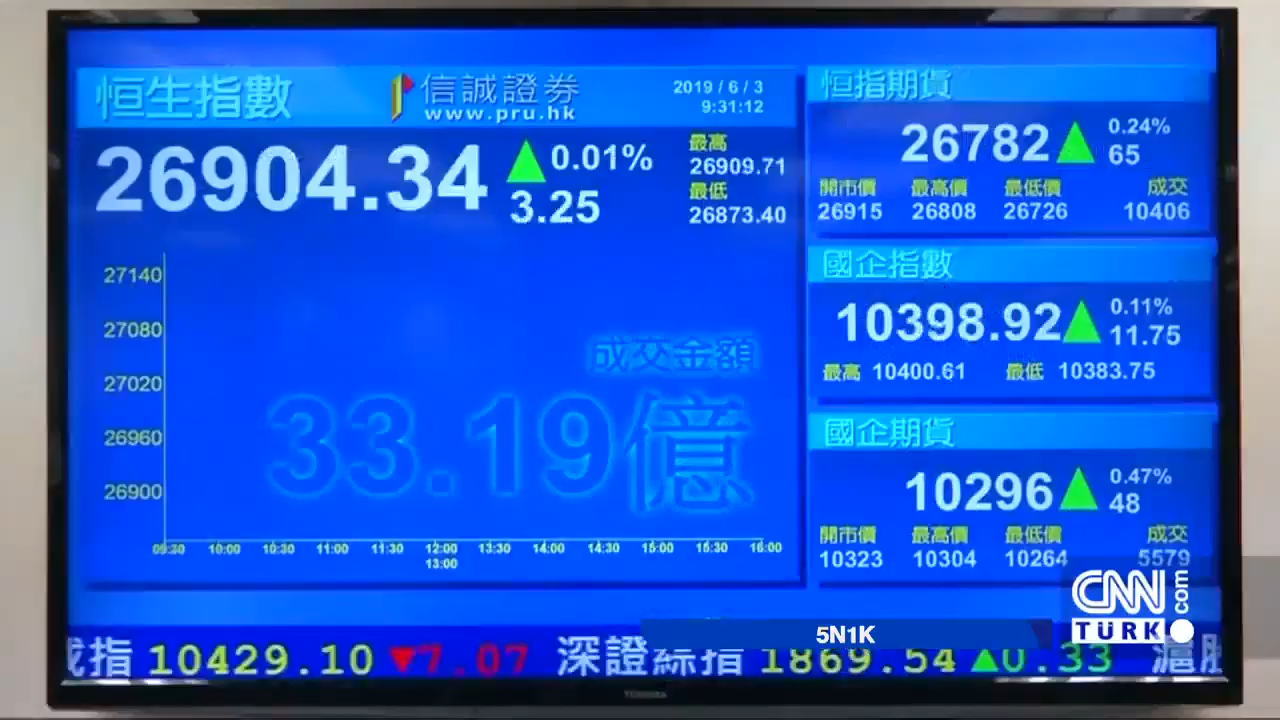 恒生指數
信誠證券
www.pru.hk
2019 / 6 / 3
9:31:12
26904.34
0.01%
3.25
最高
26909.71
最低
26873.40
27140
27080
27020
26960
26900
成交金額
33.19億
09:30 10:00 10:30 11:00 11:30 12:00 13:30 14:00 14:30 15:00 15:30 16:00
13:00
恒指期貨
26782
0.24%
65
開市價 最高價 最低價 成交
26915 26808 26726 10406
國企指數
10398.92
0.11%
11.75
最高 10400.61 最低 10383.75
國企期貨
10296
0.47%
48
開市價 最高價 最低價 成交
10323 10304 10264 5579
CNN
TÜRK
.com
5N1K
指 10429.10 ▼7.07 深證綜指 1869.54 ▲0.33 滬股
TOSHIBA